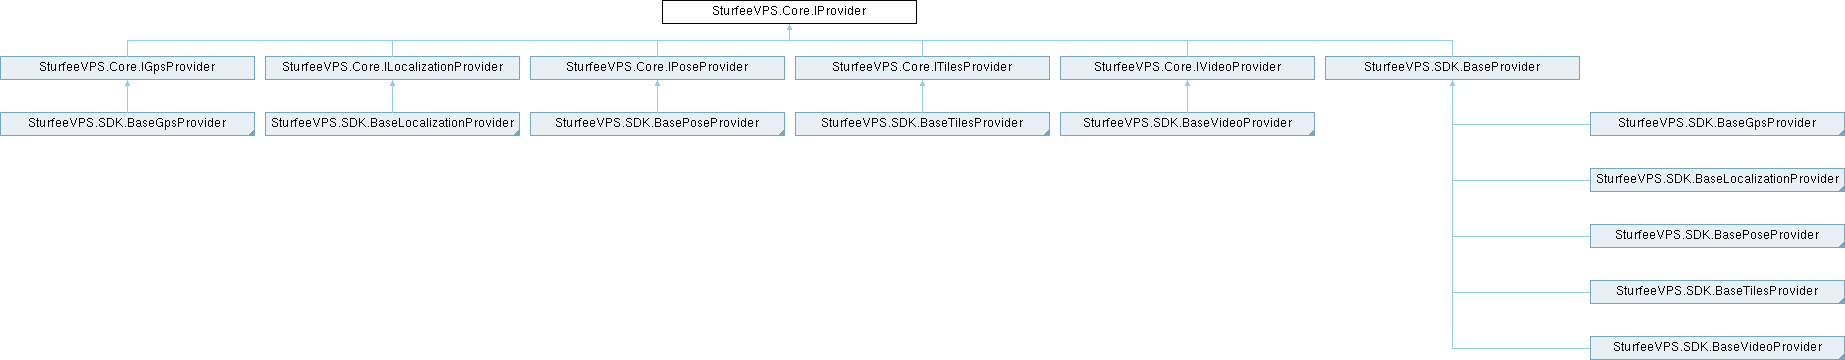 SturfeeVPS.Core.IProvider
SturfeeVPS.Core.IGpsProvider
SturfeeVPS.Core.ILocalizationProvider
SturfeeVPS.Core.IPoseProvider
SturfeeVPS.Core.ITilesProvider
SturfeeVPS.Core.IVideoProvider
SturfeeVPS.SDK.BaseProvider
SturfeeVPS.SDK.BaseGpsProvider
SturfeeVPS.SDK.BaseLocalizationProvider
SturfeeVPS.SDK.BasePoseProvider
SturfeeVPS.SDK.BaseTilesProvider
SturfeeVPS.SDK.BaseVideoProvider
SturfeeVPS.SDK.BaseGpsProvider
SturfeeVPS.SDK.BaseLocalizationProvider
SturfeeVPS.SDK.BasePoseProvider
SturfeeVPS.SDK.BaseTilesProvider
SturfeeVPS.SDK.BaseVideoProvider